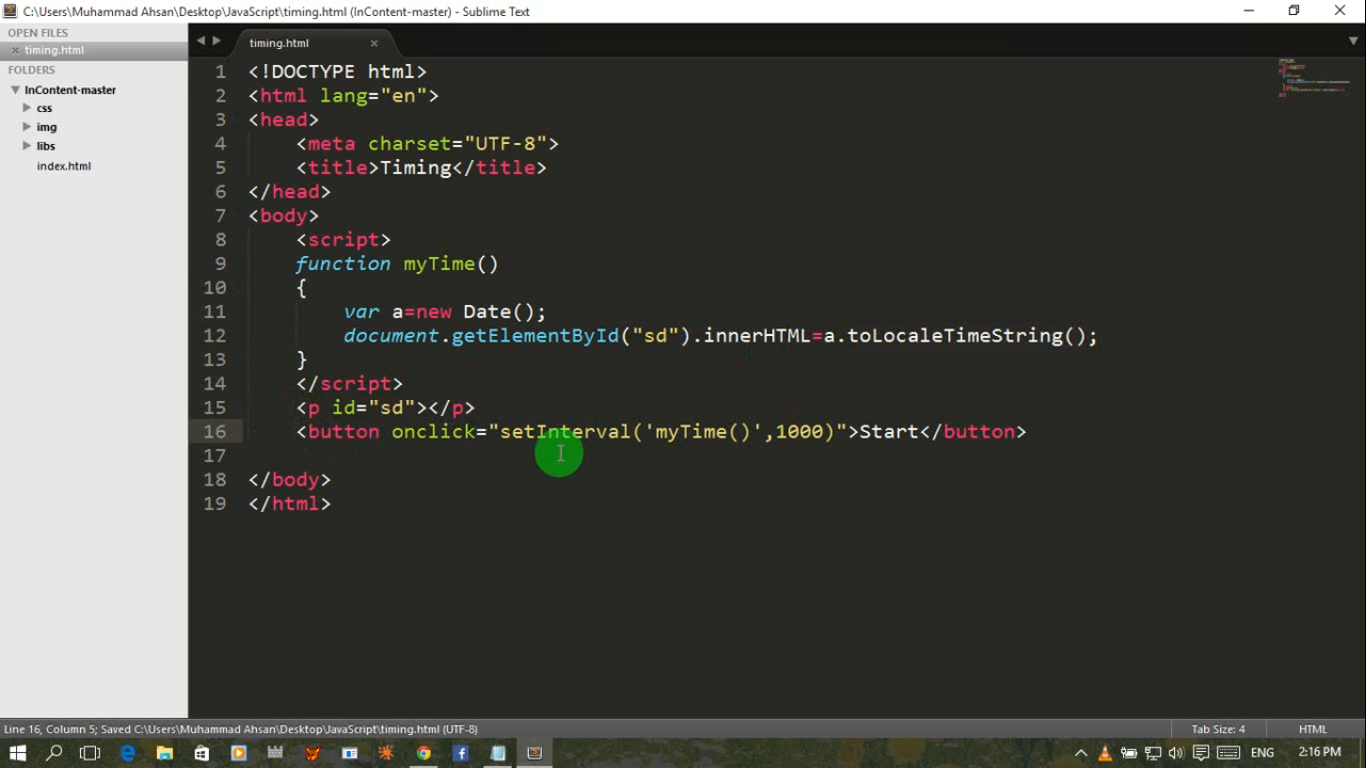 C:\Users\Muhammad Ahsan\Desktop\JavaScript\timing.html (InContent-master) - Sublime Text
OPEN FILES
timing.html
FOLDERS
InContent-master
css
img
libs
index.html
timing.html
1 <!DOCTYPE html>
2 <html lang="en">
3 <head>
4 <meta charset="UTF-8">
5 <title>Timing</title>
6 </head>
7 <body>
8 <script>
9 function myTime()
10 {
11 var a=new Date();
12 document.getElementById("sd").innerHTML=a.toLocaleTimeString();
13 }
14 </script>
15 <p id="sd"></p>
16 <button onclick="setInterval('myTime()',1000)">Start</button>
17
18 </body>
19 </html>
Line 16, Column 5; Saved C:\Users\Muhammad Ahsan\Desktop\JavaScript\timing.html (UTF-8)
Tab Size: 4
HTML
ENG
2:16 PM